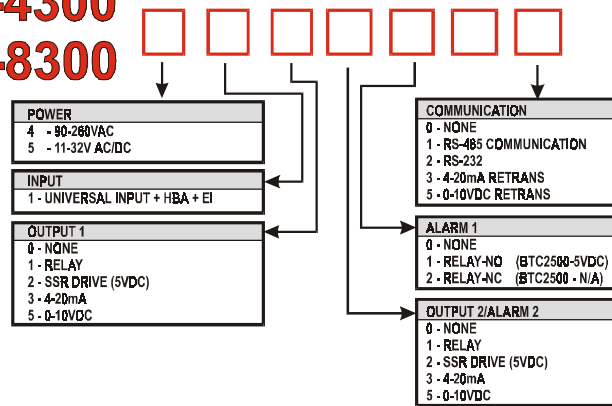 -4300
-8300
POWER
4 - 90-260VAC
5 - 11-32V AC/DC
INPUT
1 - UNIVERSAL INPUT + HBA + EI
OUTPUT 1
0 - NONE
1 - RELAY
2 - SSR DRIVE (5VDC)
3 - 4-20mA
5 - 0-10VDC
COMMUNICATION
0 - NONE
1 - RS-485 COMMUNICATION
2 - RS-232
3 - 4-20mA RETRANS
5 - 0-10VDC RETRANS
ALARM 1
0 - NONE
1 - RELAY-NO (BTC2500-5VDC)
2 - RELAY-NC (BTC2500 - N/A)
OUTPUT 2/ALARM 2
0 - NONE
1 - RELAY
2 - SSR DRIVE (5VDC)
3 - 4-20mA
5 - 0-10VDC